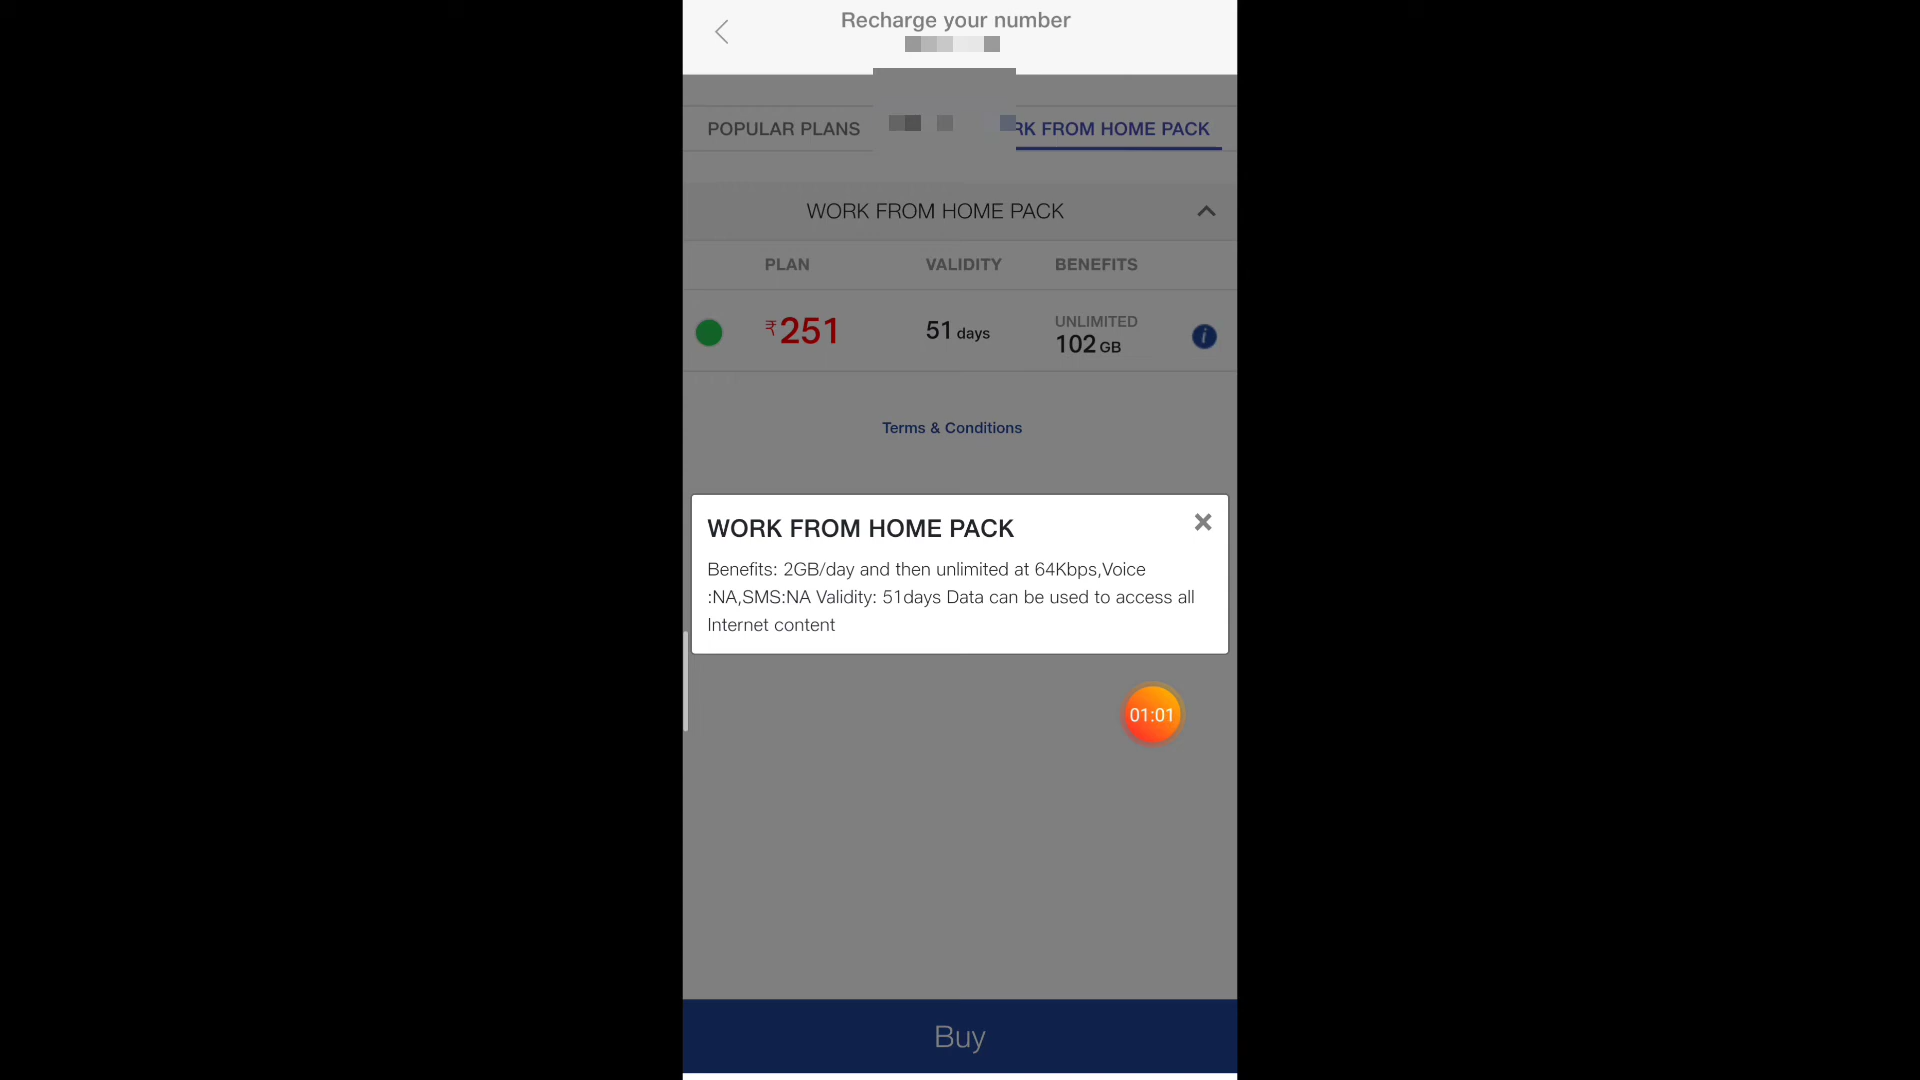 Recharge your number
POPULAR PLANS
RK FROM HOME PACK
WORK FROM HOME PACK
PLAN VALIDITY BENEFITS
₹251 51 days UNLIMITED
102 GB
i
Terms & Conditions
WORK FROM HOME PACK
Benefits: 2GB/day and then unlimited at 64Kbps,Voice
:NA,SMS:NA Validity: 51days Data can be used to access all
Internet content
01:01
Buy